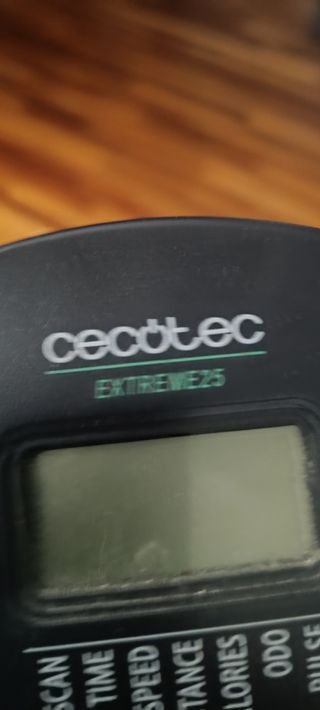 cecotec
EXTREME25
SCAN
TIME
SPEED
TANCE
LORIES
ODO
PULSE